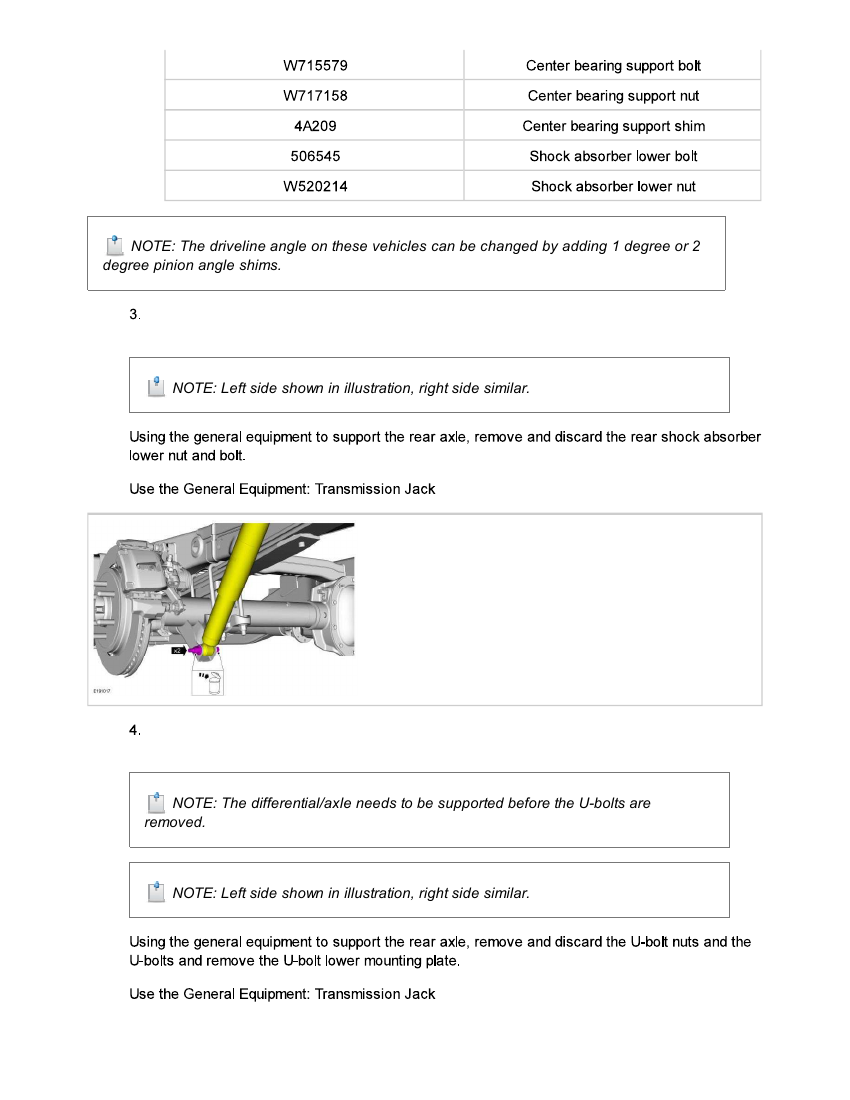 W715579 Center bearing support bolt
W717158 Center bearing support nut
4A209 Center bearing support shim
506545 Shock absorber lower bolt
W520214 Shock absorber lower nut
NOTE: The driveline angle on these vehicles can be changed by adding 1 degree or 2
degree pinion angle shims.
3.
NOTE: Left side shown in illustration, right side similar.
Using the general equipment to support the rear axle, remove and discard the rear shock absorber
lower nut and bolt.
Use the General Equipment: Transmission Jack
x2
E191017
4.
NOTE: The differential/axle needs to be supported before the U-bolts are
removed.
NOTE: Left side shown in illustration, right side similar.
Using the general equipment to support the rear axle, remove and discard the U-bolt nuts and the
U-bolts and remove the U-bolt lower mounting plate.
Use the General Equipment: Transmission Jack